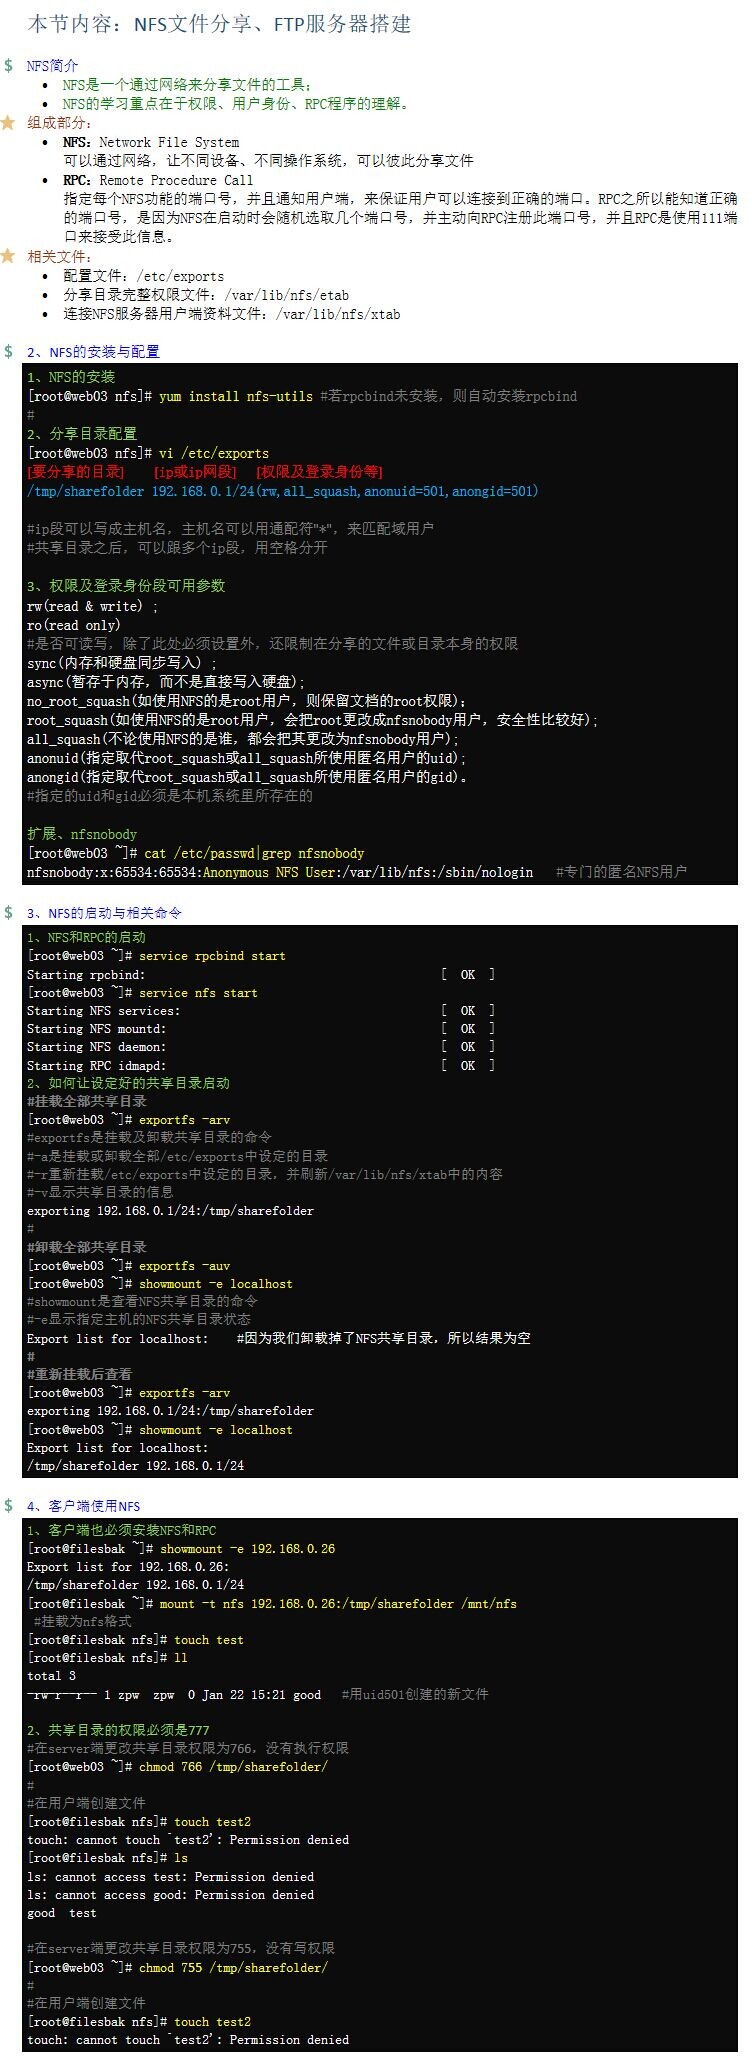 本节内容：NFS文件分享、FTP服务器搭建
$ NFS简介
• NFS是一个通过网络来分享文件的工具；
• NFS的学习重点在于权限、用户身份、RPC程序的理解。
组成部分：
• NFS：Network File System
可以通过网络，让不同设备、不同操作系统，可以彼此分享文件
• RPC：Remote Procedure Call
指定每个NFS功能的端口号，并且通知用户端，来保证用户可以连接到正确的端口。RPC之所以能知道正确
的端口号，是因为NFS在启动时会随机选取几个端口号，并主动向RPC注册此端口号，并且RPC是使用111端
口来接受此信息。
相关文件：
• 配置文件：/etc/exports
• 分享目录完整权限文件：/var/lib/nfs/etab
• 连接NFS服务器用户端资料文件：/var/lib/nfs/xtab
$ 2、NFS的安装与配置
1、NFS的安装
[root@web03 nfs]# yum install nfs-utils #若rpcbind未安装，则自动安装rpcbind
#
2、分享目录配置
[root@web03 nfs]# vi /etc/exports
[要分享的目录] [ip或ip网段] [权限及登录身份等]
/tmp/sharefolder 192.168.0.1/24(rw,all_squash,anonuid=501,anongid=501)
#ip段可以写成主机名，主机名可以用通配符"*"，来匹配域用户
#共享目录之后，可以跟多个ip段，用空格分开
3、权限及登录身份段可用参数
rw(read & write) ;
ro(read only)
#是否可读写，除了此处必须设置外，还限制在分享的文件或目录本身的权限
sync(内存和硬盘同步写入) ;
async(暂存于内存，而不是直接写入硬盘);
no_root_squash(如使用NFS的是root用户，则保留文档的root权限);
root_squash(如使用NFS的是root用户，会把root更改成nfsnobody用户，安全性比较好);
all_squash(不论使用NFS的是谁，都会把其更改为nfsnobody用户);
anonuid(指定取代root_squash或all_squash所使用匿名用户的uid);
anongid(指定取代root_squash或all_squash所使用匿名用户的gid)。
#指定的uid和gid必须是本机系统里所存在的
扩展、nfsnobody
[root@web03 ~]# cat /etc/passwd|grep nfsnobody
nfsnobody:x:65534:65534:Anonymous NFS User:/var/lib/nfs:/sbin/nologin #专门的匿名NFS用户
$ 3、NFS的启动与相关命令
1、NFS和RPC的启动
[root@web03 ~]# service rpcbind start
Starting rpcbind: [ OK ]
[root@web03 ~]# service nfs start
Starting NFS services: [ OK ]
Starting NFS mountd: [ OK ]
Starting NFS daemon: [ OK ]
Starting RPC idmapd: [ OK ]
2、如何让设定好的共享目录启动
#挂载全部共享目录
[root@web03 ~]# exportfs -arv
#exportfs是挂载及卸载共享目录的命令
#-a是挂载或卸载全部/etc/exports中设定的目录
#-r重新挂载/etc/exports中设定的目录，并刷新/var/lib/nfs/xtab中的内容
#-v显示共享目录的信息
exporting 192.168.0.1/24:/tmp/sharefolder
#
#卸载全部共享目录
[root@web03 ~]# exportfs -auv
[root@web03 ~]# showmount -e localhost
#showmount是查看NFS共享目录的命令
#-e显示指定主机的NFS共享目录状态
Export list for localhost: #因为我们卸载掉了NFS共享目录，所以结果为空
#
#重新挂载后查看
[root@web03 ~]# exportfs -arv
exporting 192.168.0.1/24:/tmp/sharefolder
[root@web03 ~]# showmount -e localhost
Export list for localhost:
/tmp/sharefolder 192.168.0.1/24
$ 4、客户端使用NFS
1、客户端也必须安装NFS和RPC
[root@filesbak ~]# showmount -e 192.168.0.26
Export list for 192.168.0.26:
/tmp/sharefolder 192.168.0.1/24
[root@filesbak ~]# mount -t nfs 192.168.0.26:/tmp/sharefolder /mnt/nfs
#挂载为nfs格式
[root@filesbak nfs]# touch test
[root@filesbak nfs]# ll
total 3
-rw-r--r-- 1 zpw zpw 0 Jan 22 15:21 good #用uid501创建的新文件
2、共享目录的权限必须是777
#在server端更改共享目录权限为766，没有执行权限
[root@web03 ~]# chmod 766 /tmp/sharefolder/
#
#在用户端创建文件
[root@filesbak nfs]# touch test2
touch: cannot touch `test2': Permission denied
[root@filesbak nfs]# ls
ls: cannot access test: Permission denied
ls: cannot access good: Permission denied
good test
#在server端更改共享目录权限为755，没有写权限
[root@web03 ~]# chmod 755 /tmp/sharefolder/
#
#在用户端创建文件
[root@filesbak nfs]# touch test2
touch: cannot touch `test2': Permission denied